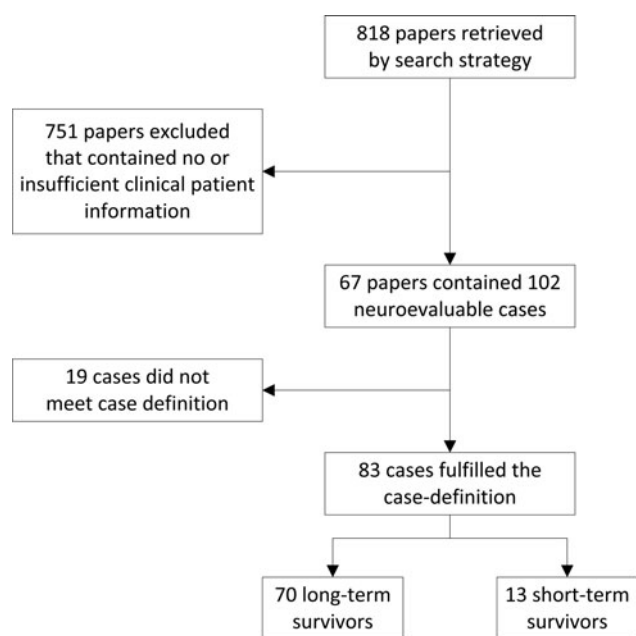 818 papers retrieved
by search strategy
751 papers excluded
that contained no or
insufficient clinical patient
information
67 papers contained 102
neuroevaluable cases
19 cases did not
meet case definition
83 cases fulfilled the
case-definition
70 long-term
survivors
13 short-term
survivors